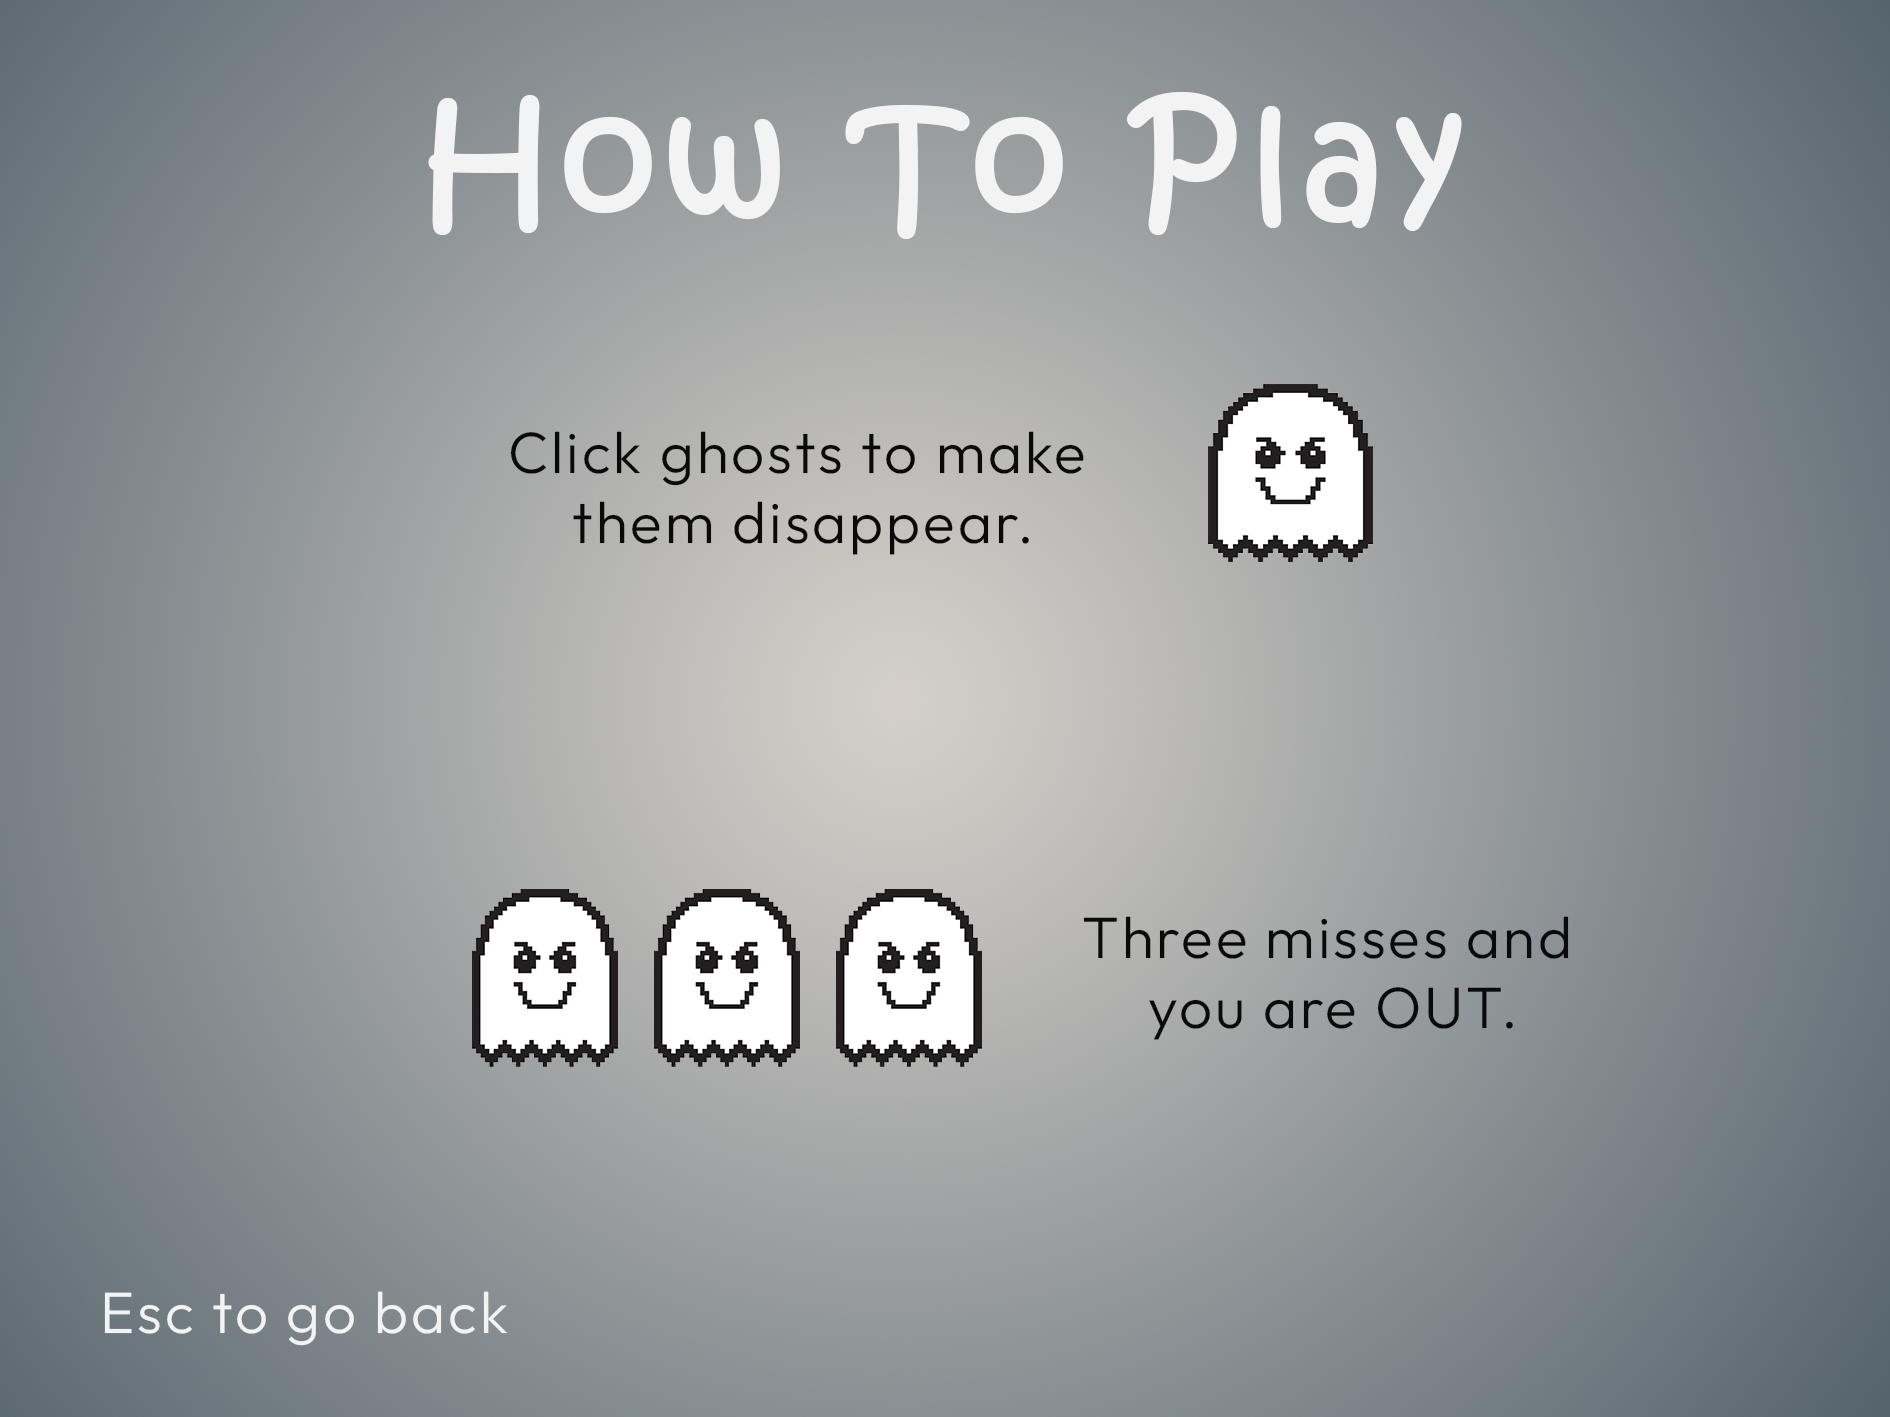 How To Play
Click ghosts to make
them disappear.
Three misses and
you are OUT.
Esc to go back